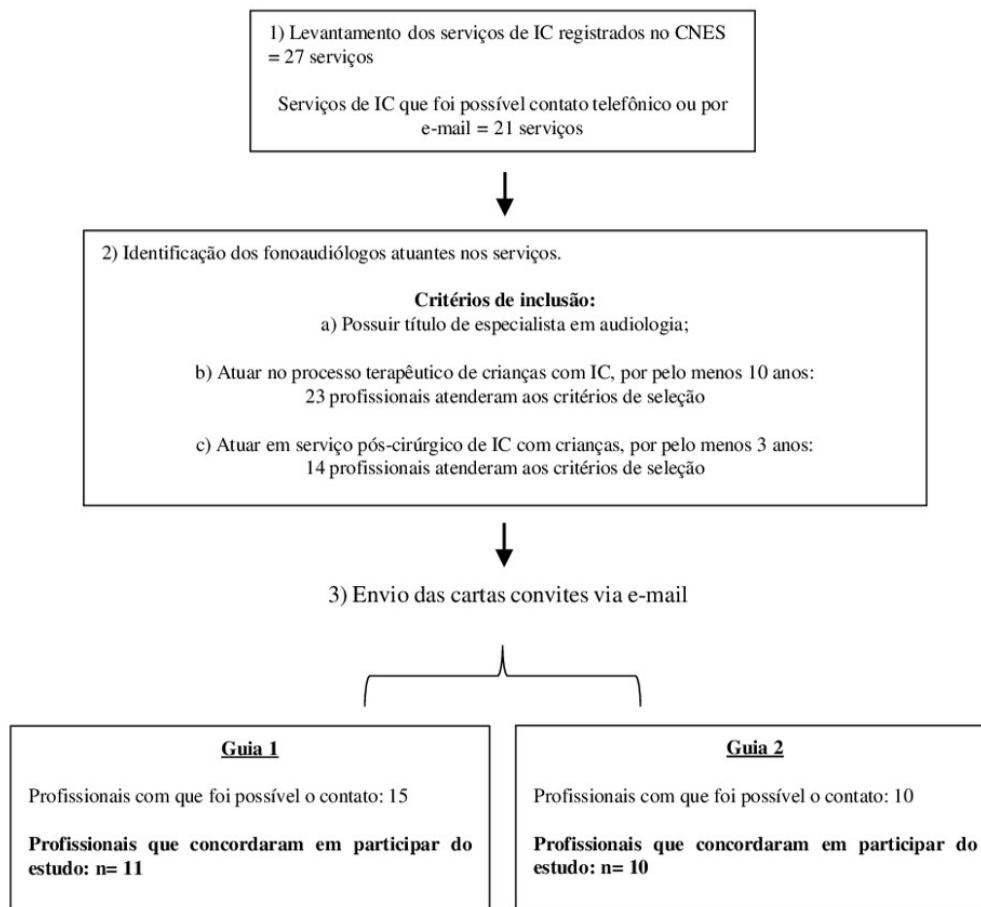 1) Levantamento dos serviços de IC registrados no CNES
= 27 serviços
Serviços de IC que foi possível contato telefônico ou por
e-mail = 21 serviços
2) Identificação dos fonoaudiólogos atuantes nos serviços.
Critérios de inclusão:
a) Possuir título de especialista em audiologia;
b) Atuar no processo terapêutico de crianças com IC, por pelo menos 10 anos:
23 profissionais atenderam aos critérios de seleção
c) Atuar em serviço pós-cirúrgico de IC com crianças, por pelo menos 3 anos:
14 profissionais atenderam aos critérios de seleção
3) Envio das cartas convites via e-mail
Guia 1
Profissionais com que foi possível o contato: 15
Profissionais que concordaram em participar do
estudo: n= 11
Guia 2
Profissionais com que foi possível o contato: 10
Profissionais que concordaram em participar do
estudo: n= 10